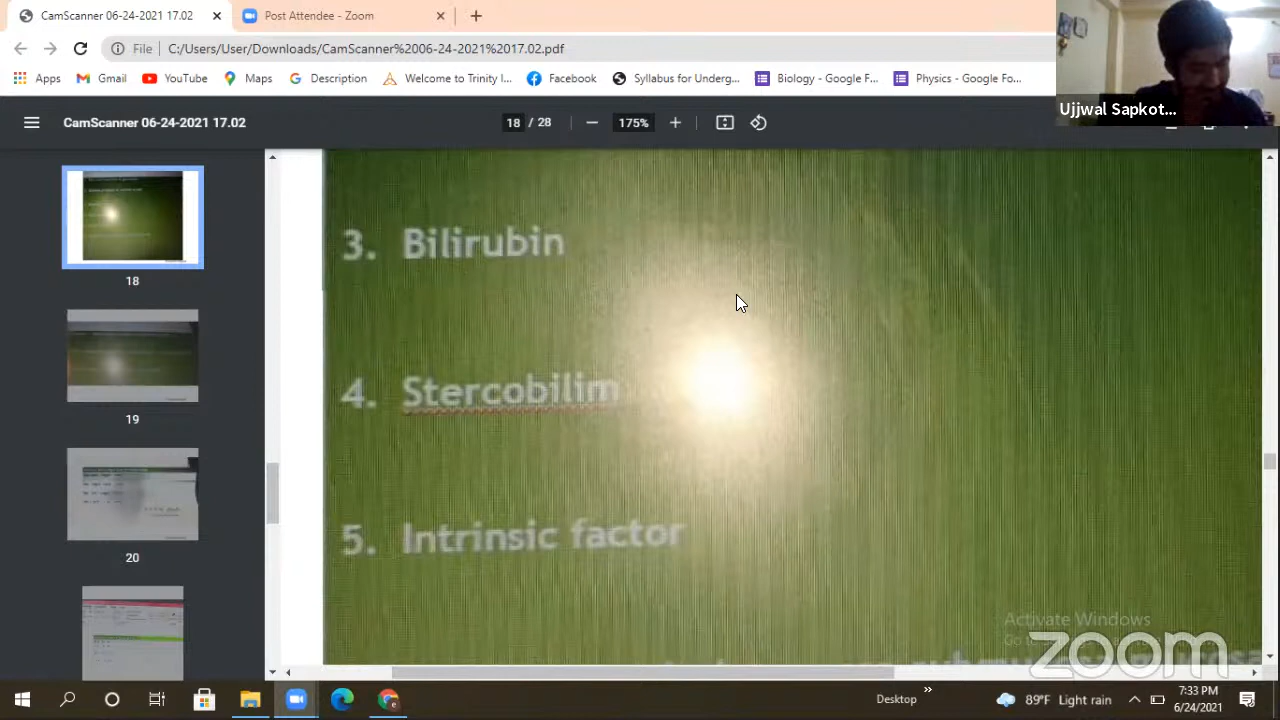 CamScanner 06-24-2021 17.02
Post Attendee - Zoom
File
C:/Users/User/Downloads/CamScanner%2006-24-2021%2017.02.pdf
Apps
Gmail
YouTube
Maps
Description
Welcome to Trinity I...
Facebook
Syllabus for Underg...
Biology - Google F...
Physics - Google Fo...
Ujjwal Sapkot...
CamScanner 06-24-2021 17.02
18 / 28
175%
18
19
20
3. Bilirubin
4. Stercobilim
5. Intrinsic factor
Activate Windows
zoom
Desktop
89°F Light rain
7:33 PM
6/24/2021